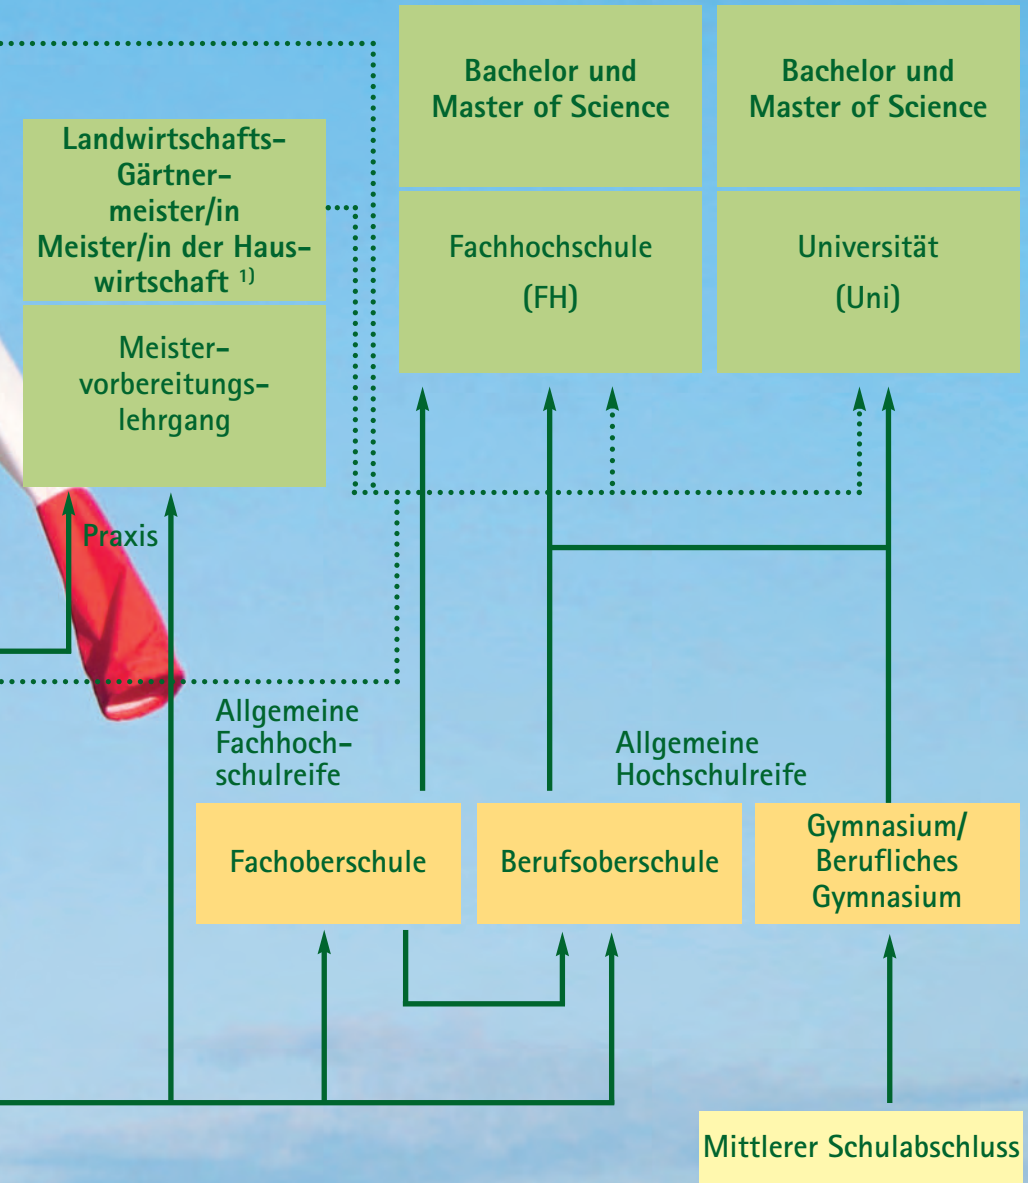 Bachelor und
Master of Science
Bachelor und
Master of Science
Landwirtschafts-
Gärtner-
meister/in
Meister/in der Haus-
wirtschaft 1)
Fachhochschule
(FH)
Universität
(Uni)
Meister-
vorbereitungs-
lehrgang
Praxis
Allgemeine
Fachhoch-
schulreife
Allgemeine
Hochschulreife
Fachoberschule
Berufsoberschule
Gymnasium/
Berufliches
Gymnasium
Mittlerer Schulabschluss